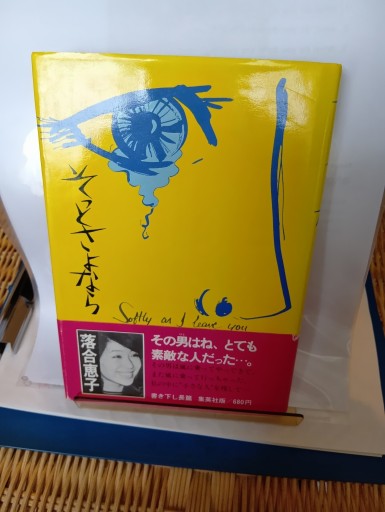 そっとさよなら
Softly as I leave you
落合恵子
その男はね、とても
素敵な人だった…。
書き下し長篇 集英社版/680円